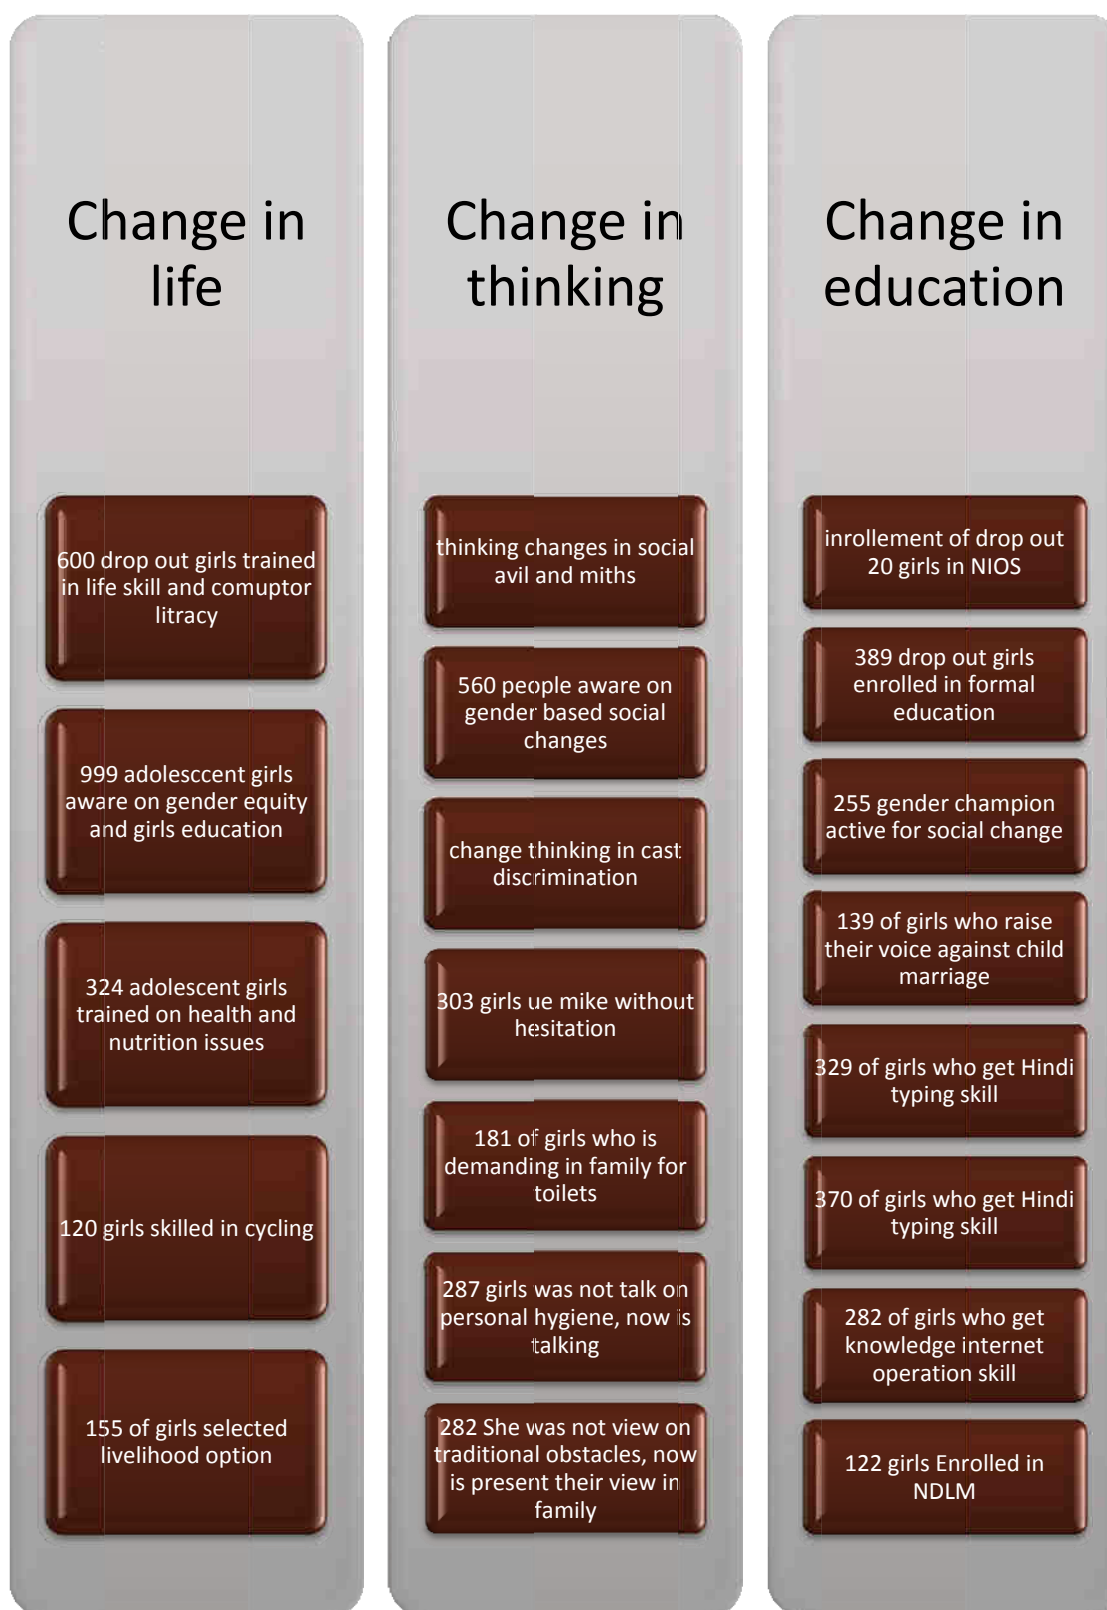 Change in
life
600 drop out girls trained
in life skill and comuptor
litracy
999 adolesccent girls
aware on gender equity
and girls education
324 adolescent girls
trained on health and
nutrition issues
120 girls skilled in cycling
155 of girls selected
livelihood option
Change in
thinking
thinking changes in social
avil and miths
560 people aware on
gender based social
changes
change thinking in cast
discrimination
303 girls ue mike without
hesitation
181 of girls who is
demanding in family for
toilets
287 girls was not talk on
personal hygiene, now is
talking
282 She was not view on
traditional obstacles, now
is present their view in
family
Change in
education
inrollement of drop out
20 girls in NIOS
389 drop out girls
enrolled in formal
education
255 gender champion
active for social change
139 of girls who raise
their voice against child
marriage
329 of girls who get Hindi
typing skill
370 of girls who get Hindi
typing skill
282 of girls who get
knowledge internet
operation skill
122 girls Enrolled in
NDLM